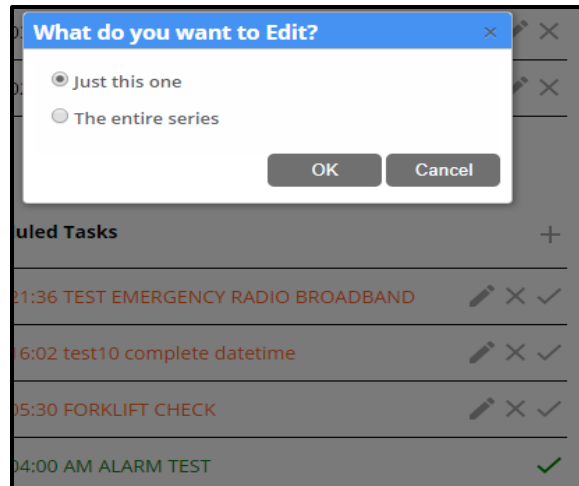 What do you want to Edit?
Just this one
The entire series
OK Cancel
uled Tasks
21:36 TEST EMERGENCY RADIO BROADBAND
16:02 test10 complete datetime
05:30 FORKLIFT CHECK
04:00 AM ALARM TEST